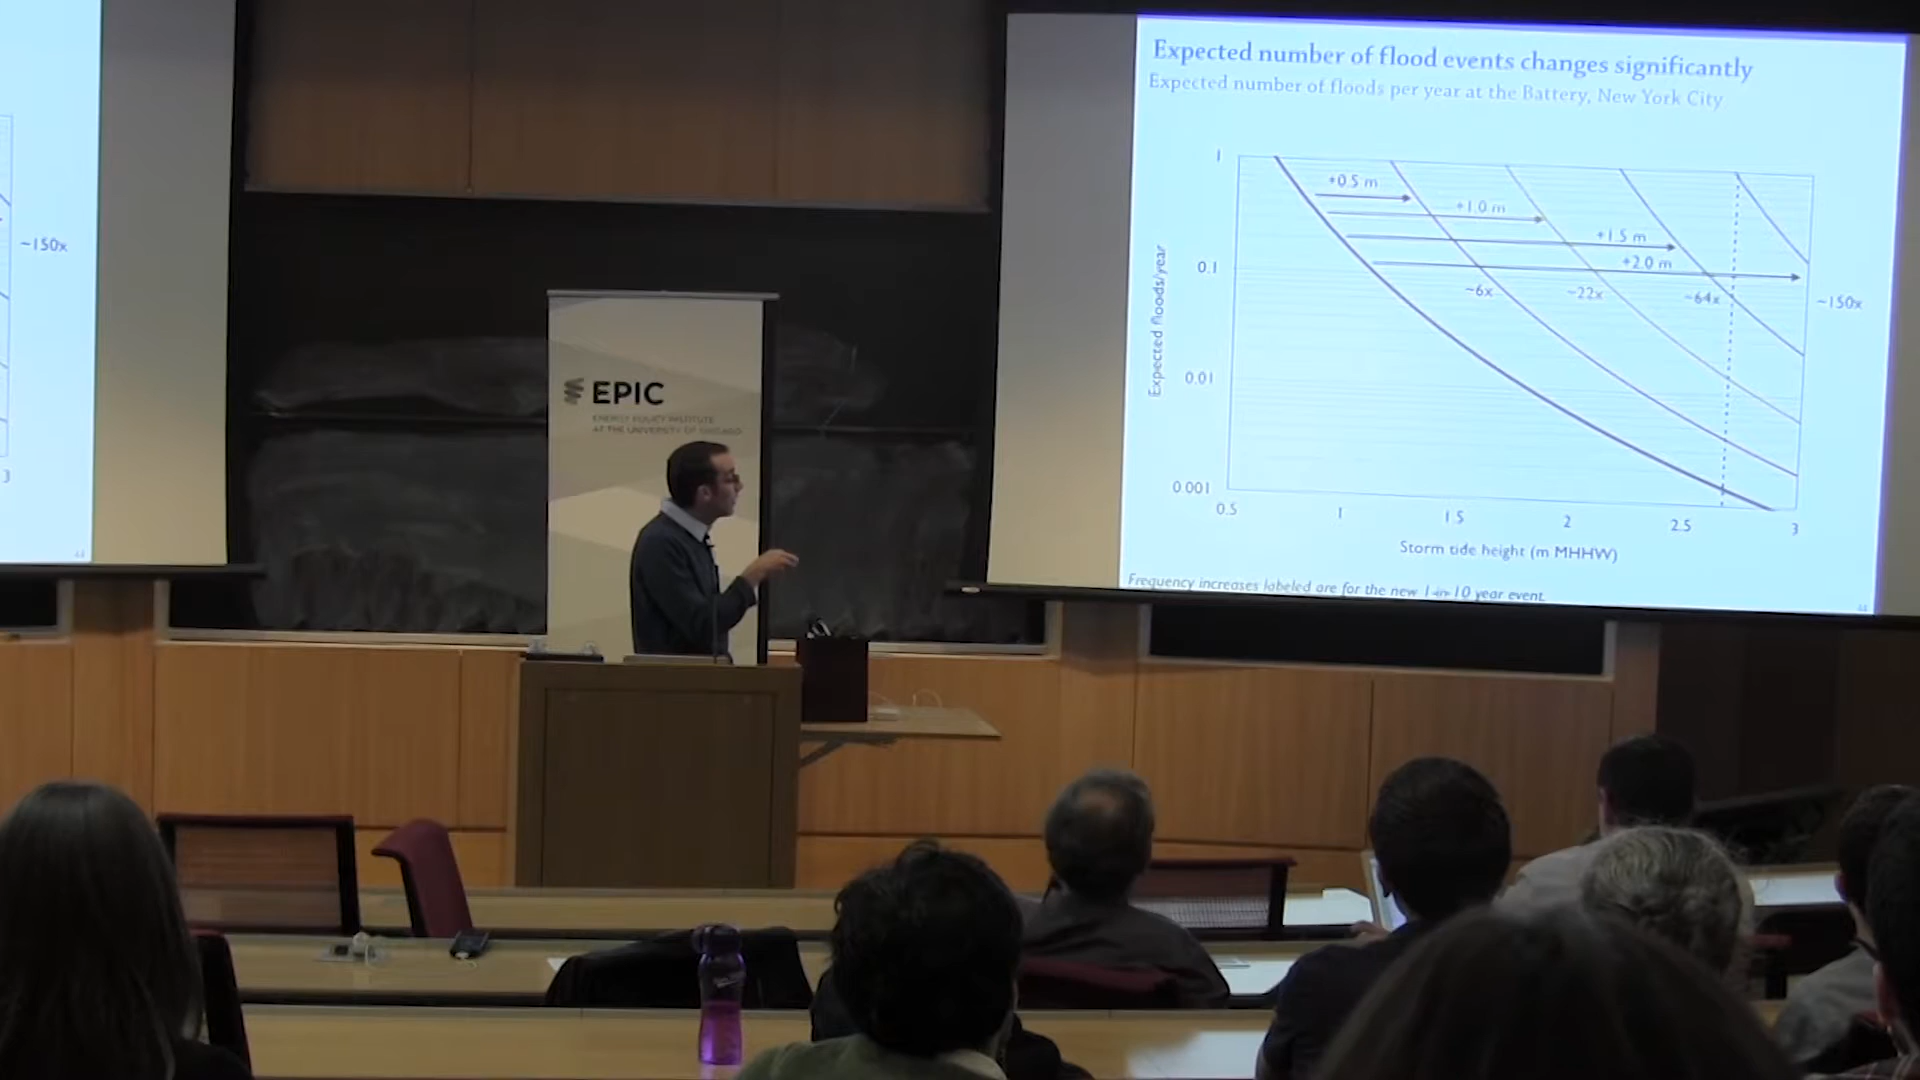 ~150x
3
44
EPIC
ENERGY POLICY INSTITUTE
AT THE UNIVERSITY OF CHICAGO
Expected number of flood events changes significantly
Expected number of floods per year at the Battery, New York City
Expected floods/year
1
0.1
0.01
0.001
+0.5 m
+1.0 m
+1.5 m
+2.0 m
~6x
~22x
~64x
~150x
0.5
1
1.5
2
2.5
3
Storm tide height (m MHHW)
Frequency increases labeled are for the new 1-in-10 year event.
44